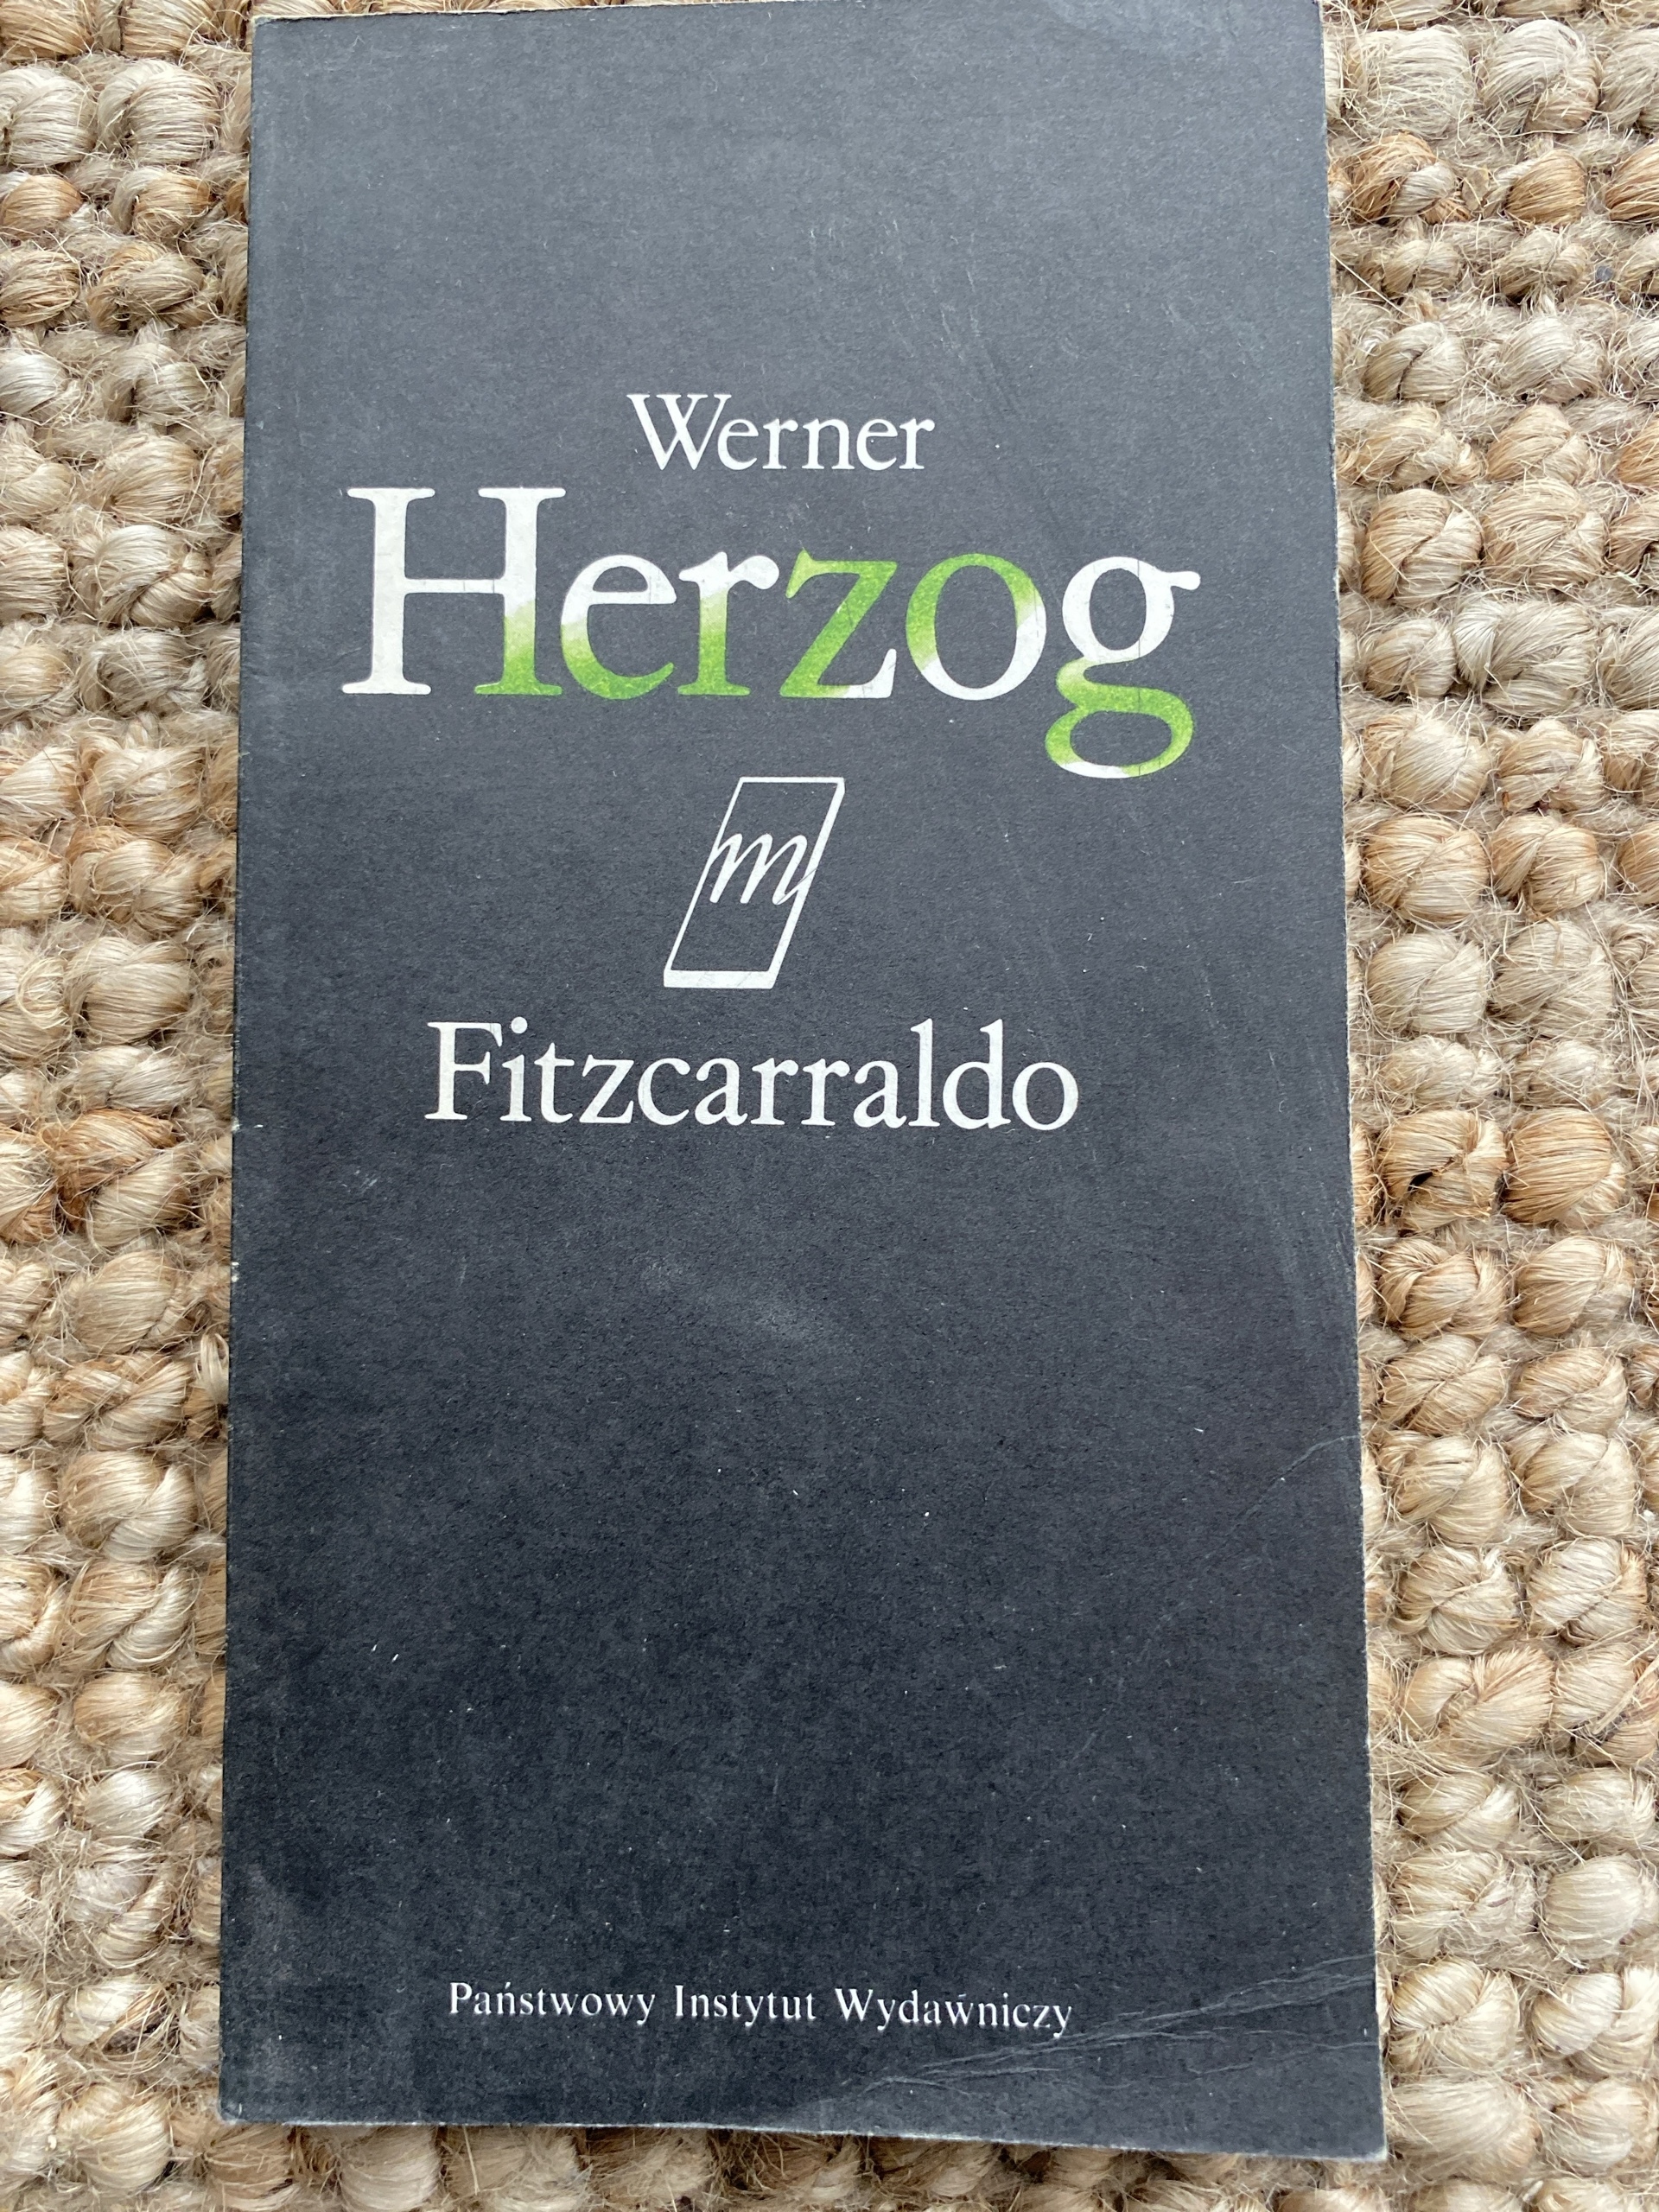 Werner
Herzog
m
Fitzcarraldo
Państwowy Instytut Wydawniczy